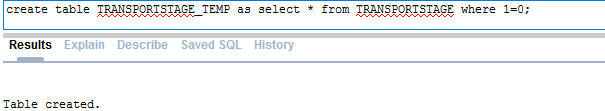 create table TRANSPORTSTAGE_TEMP as select * from TRANSPORTSTAGE where 1=0;
Results Explain Describe Saved SQL History
Table created.